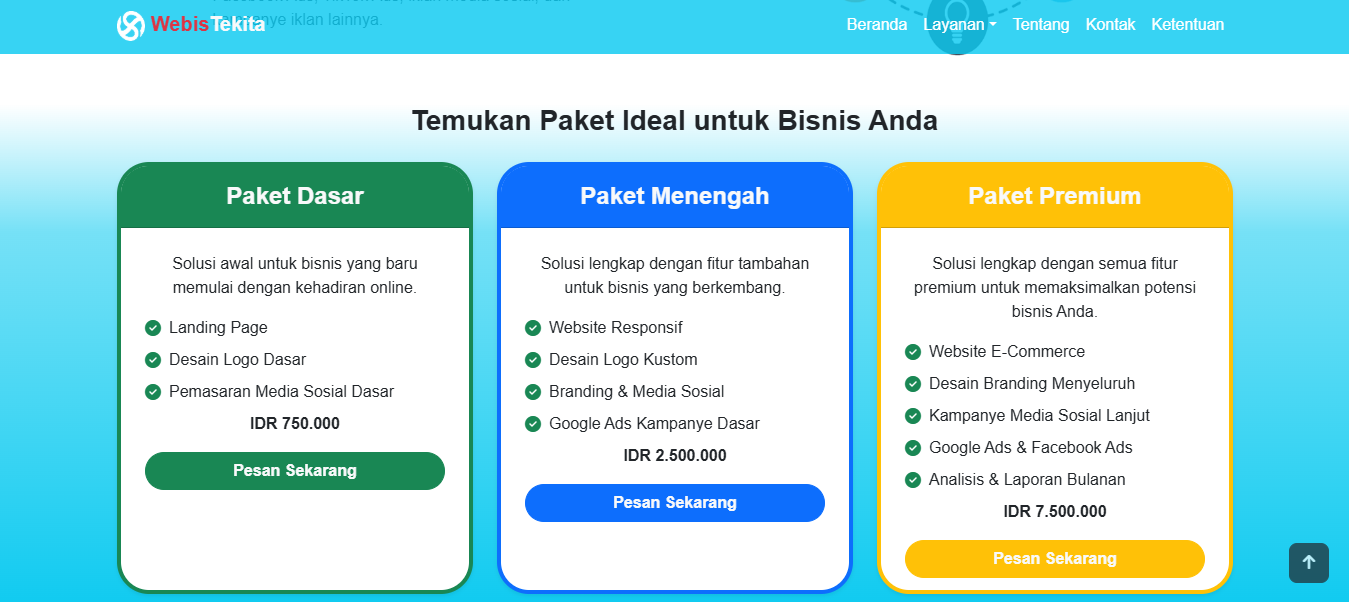 WebisTekita
Beranda Layanan Tentang Kontak Ketentuan
Temukan Paket Ideal untuk Bisnis Anda
Paket Dasar
Solusi awal untuk bisnis yang baru
memulai dengan kehadiran online.
Landing Page
Desain Logo Dasar
Pemasaran Media Sosial Dasar
IDR 750.000
Pesan Sekarang
Paket Menengah
Solusi lengkap dengan fitur tambahan
untuk bisnis yang berkembang.
Website Responsif
Desain Logo Kustom
Branding & Media Sosial
Google Ads Kampanye Dasar
IDR 2.500.000
Pesan Sekarang
Paket Premium
Solusi lengkap dengan semua fitur
premium untuk memaksimalkan potensi
bisnis Anda.
Website E-Commerce
Desain Branding Menyeluruh
Kampanye Media Sosial Lanjut
Google Ads & Facebook Ads
Analisis & Laporan Bulanan
IDR 7.500.000
Pesan Sekarang